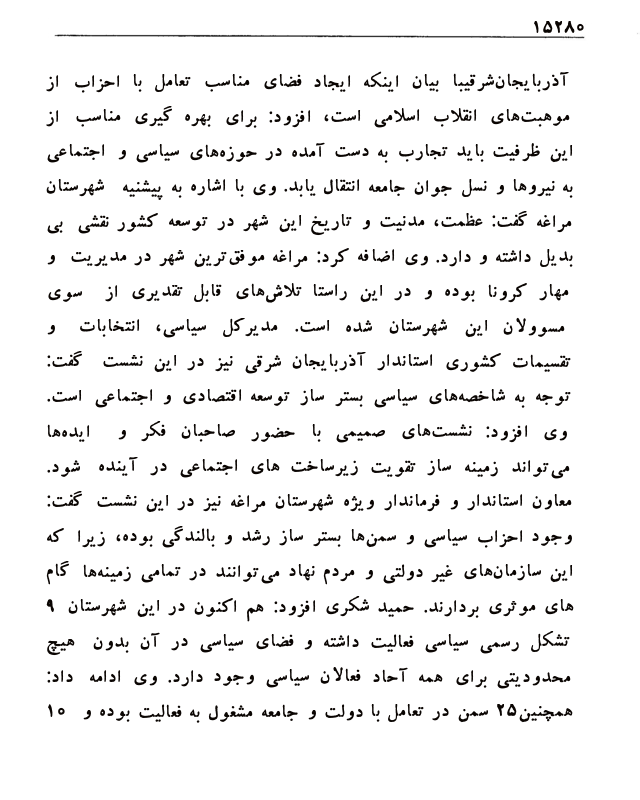 ۱۵۲۸۰
آذربایجان‌شرقیبا بیان اینکه ایجاد فضای مناسب تعامل با احزاب از
موهبت‌های انقلاب اسلامی است، افزود: برای بهره گیری مناسب از
این ظرفیت باید تجارب به دست آمده در حوزه‌های سیاسی و اجتماعی
به نیروها و نسل جوان جامعه انتقال یابد. وی با اشاره به پیشنیه شهرستان
مراغه گفت: عظمت، مدنیت و تاریخ این شهر در توسعه کشور نقشی بی
بدیل داشته و دارد. وی اضافه کرد: مراغه موفق‌ترین شهر در مدیریت و
مهار کرونا بوده و در این راستا تلاش‌های قابل تقدیری از سوی
مسوولان این شهرستان شده است. مدیرکل سیاسی، انتخابات و
تقسیمات کشوری استاندار آذربایجان شرقی نیز در این نشست گفت:
توجه به شاخصه‌های سیاسی بستر ساز توسعه اقتصادی و اجتماعی است.
وی افزود: نشست‌های صمیمی با حضور صاحبان فکر و ایده‌ها
می‌تواند زمینه ساز تقویت زیرساخت های اجتماعی در آینده شود.
معاون استاندار و فرماندار ویژه شهرستان مراغه نیز در این نشست گفت:
وجود احزاب سیاسی و سمن‌ها بستر ساز رشد و بالندگی بوده، زیرا که
این سازمان‌های غیر دولتی و مردم نهاد می‌توانند در تمامی زمینه‌ها گام
های موثری بردارند. حمید شکری افزود: هم اکنون در این شهرستان ۹
تشکل رسمی سیاسی فعالیت داشته و فضای سیاسی در آن بدون هیچ
محدودیتی برای همه آحاد فعالان سیاسی وجود دارد. وی ادامه داد:
همچنین۲۵ سمن در تعامل با دولت و جامعه مشغول به فعالیت بوده و ۱۰